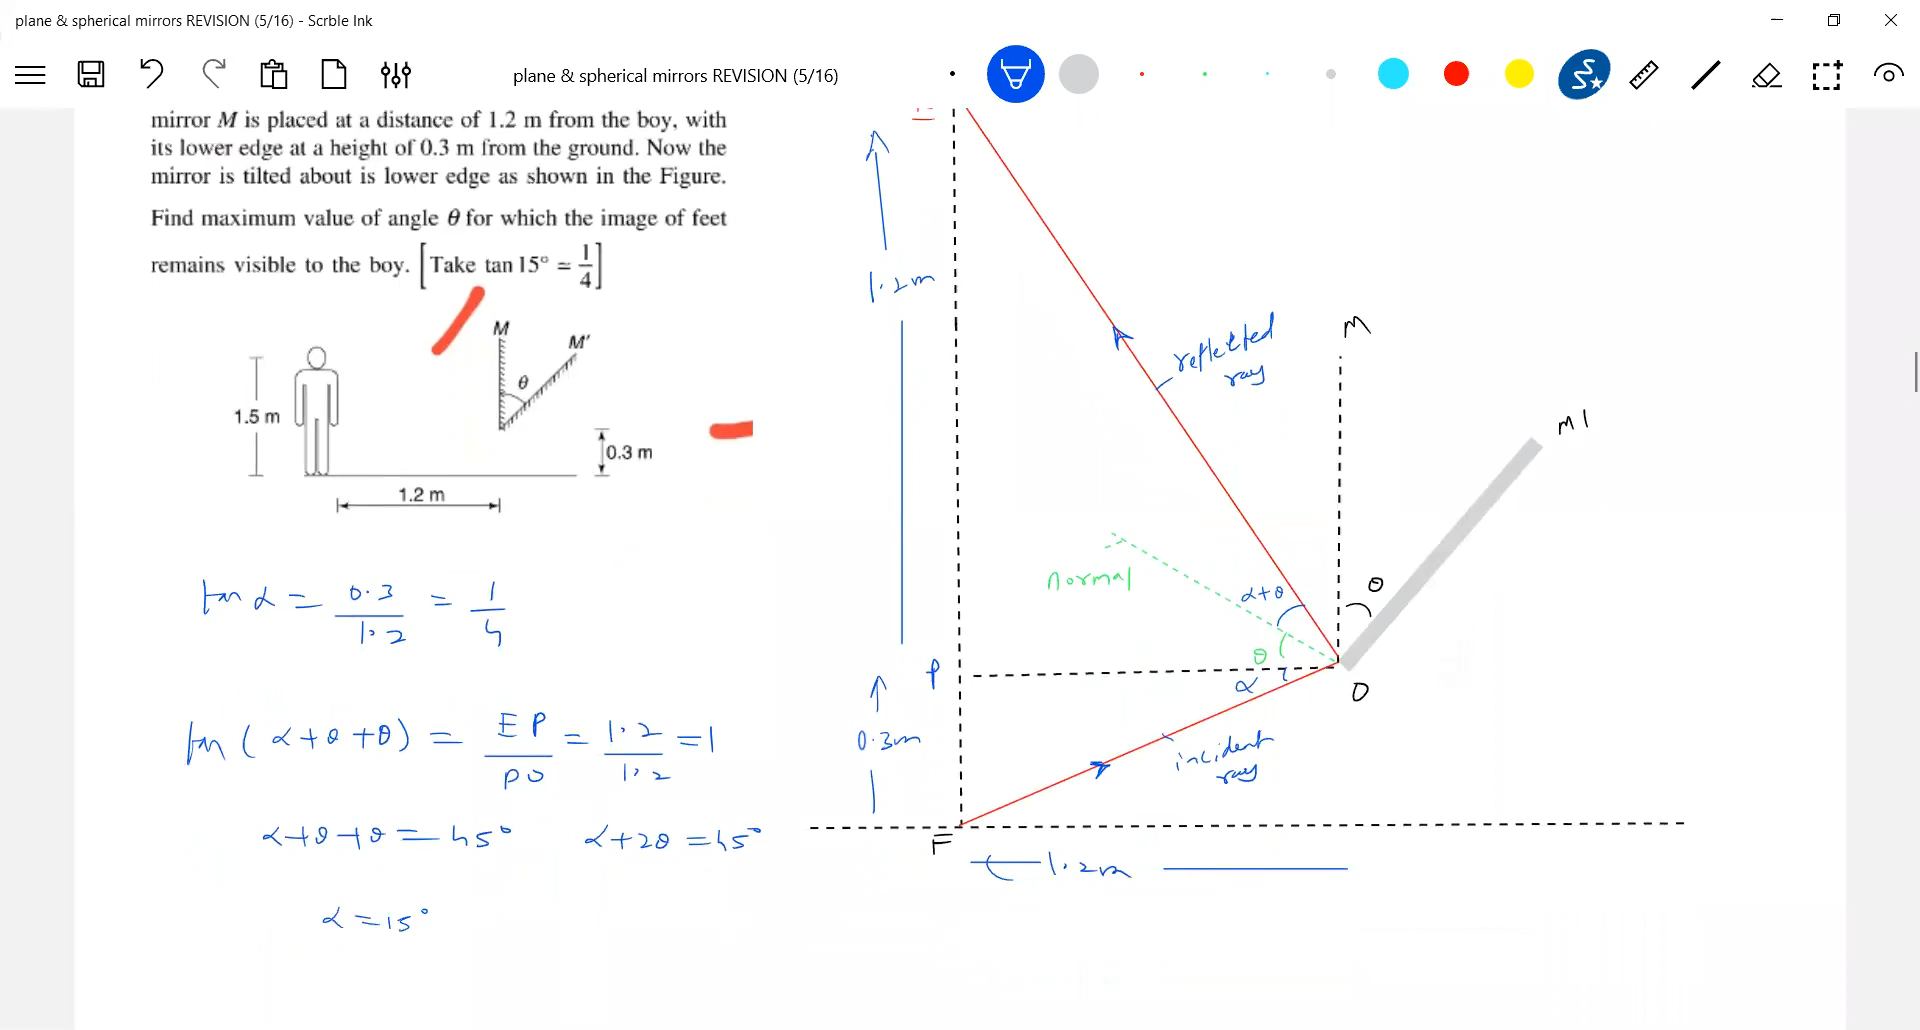 plane & spherical mirrors REVISION (5/16) - Scrble Ink
plane & spherical mirrors REVISION (5/16)
mirror M is placed at a distance of 1.2 m from the boy, with
its lower edge at a height of 0.3 m from the ground. Now the
mirror is tilted about is lower edge as shown in the Figure.
Find maximum value of angle θ for which the image of feet
remains visible to the boy. [Take tan 15° = 1/4]
M
M'
θ
1.5 m
0.3 m
1.2 m
tan α = 0.3/1.2 = 1/4
tan (α+θ+θ) = EP/PO = 1.2/1.2 = 1
α+θ+θ = 45°
α+2θ = 45°
α = 15°
1.2m
reflected
ray
M
M1
normal
α+θ
θ
θ
α
P
O
0.3m
incident
ray
F
1.2m